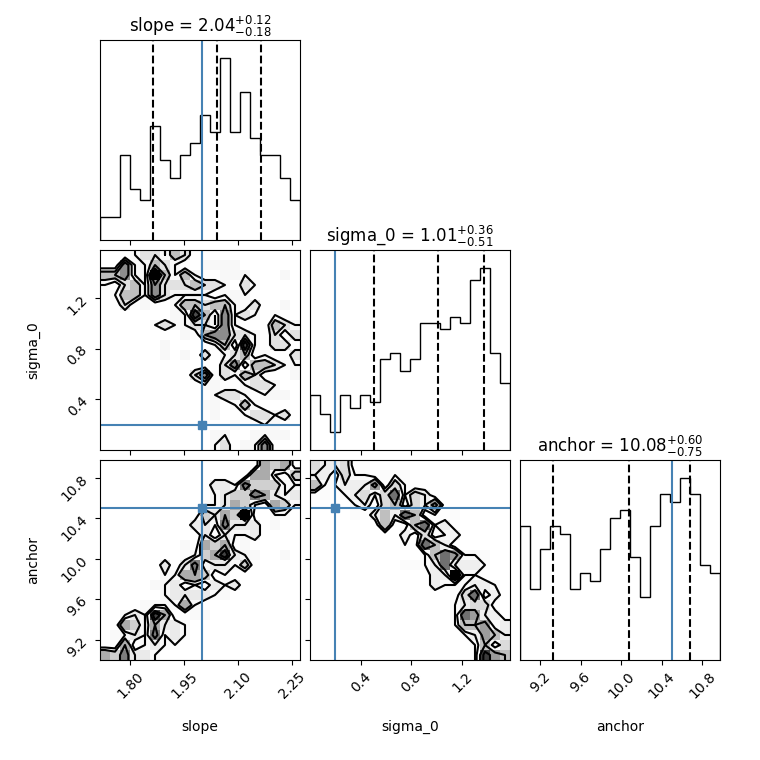 slope = 2.04+0.12−0.18
sigma_0 = 1.01+0.36−0.51
sigma_0
1.2
0.8
0.4
anchor = 10.08+0.60−0.75
anchor
10.8
10.4
10.0
9.6
9.2
1.80 1.95 2.10 2.25
0.4 0.8 1.2
9.2 9.6 10.0 10.4 10.8
slope sigma_0 anchor